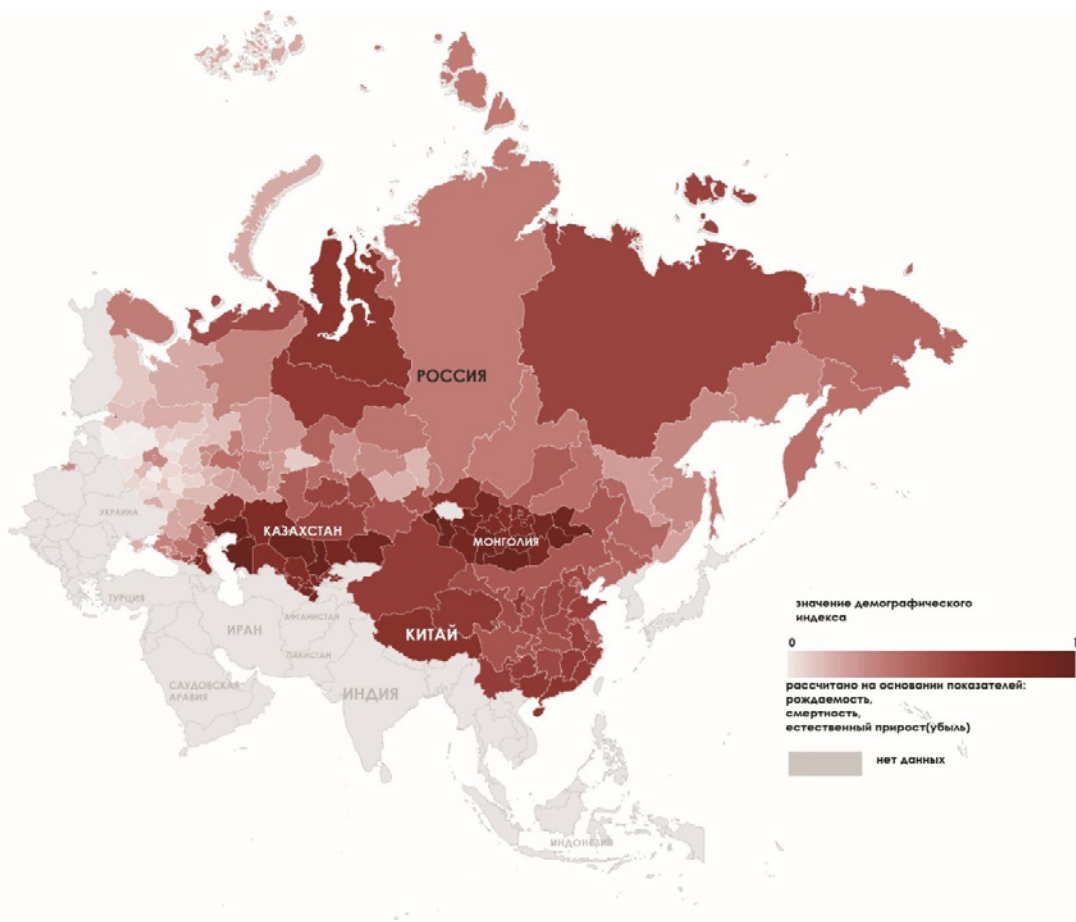 РОССИЯ
УКРАИНА
КАЗАХСТАН
МОНГОЛИЯ
ТУРЦИЯ
АФГАНИСТАН
ИРАН
КИТАЙ
ПАКИСТАН
САУДОВСКАЯ
АРАВИЯ
ИНДИЯ
ИНДОНЕЗИЯ
значение демографического
индекса
0 1
рассчитано на основании показателей:
рождаемость,
смертность,
естественный прирост(убыль)
нет данных